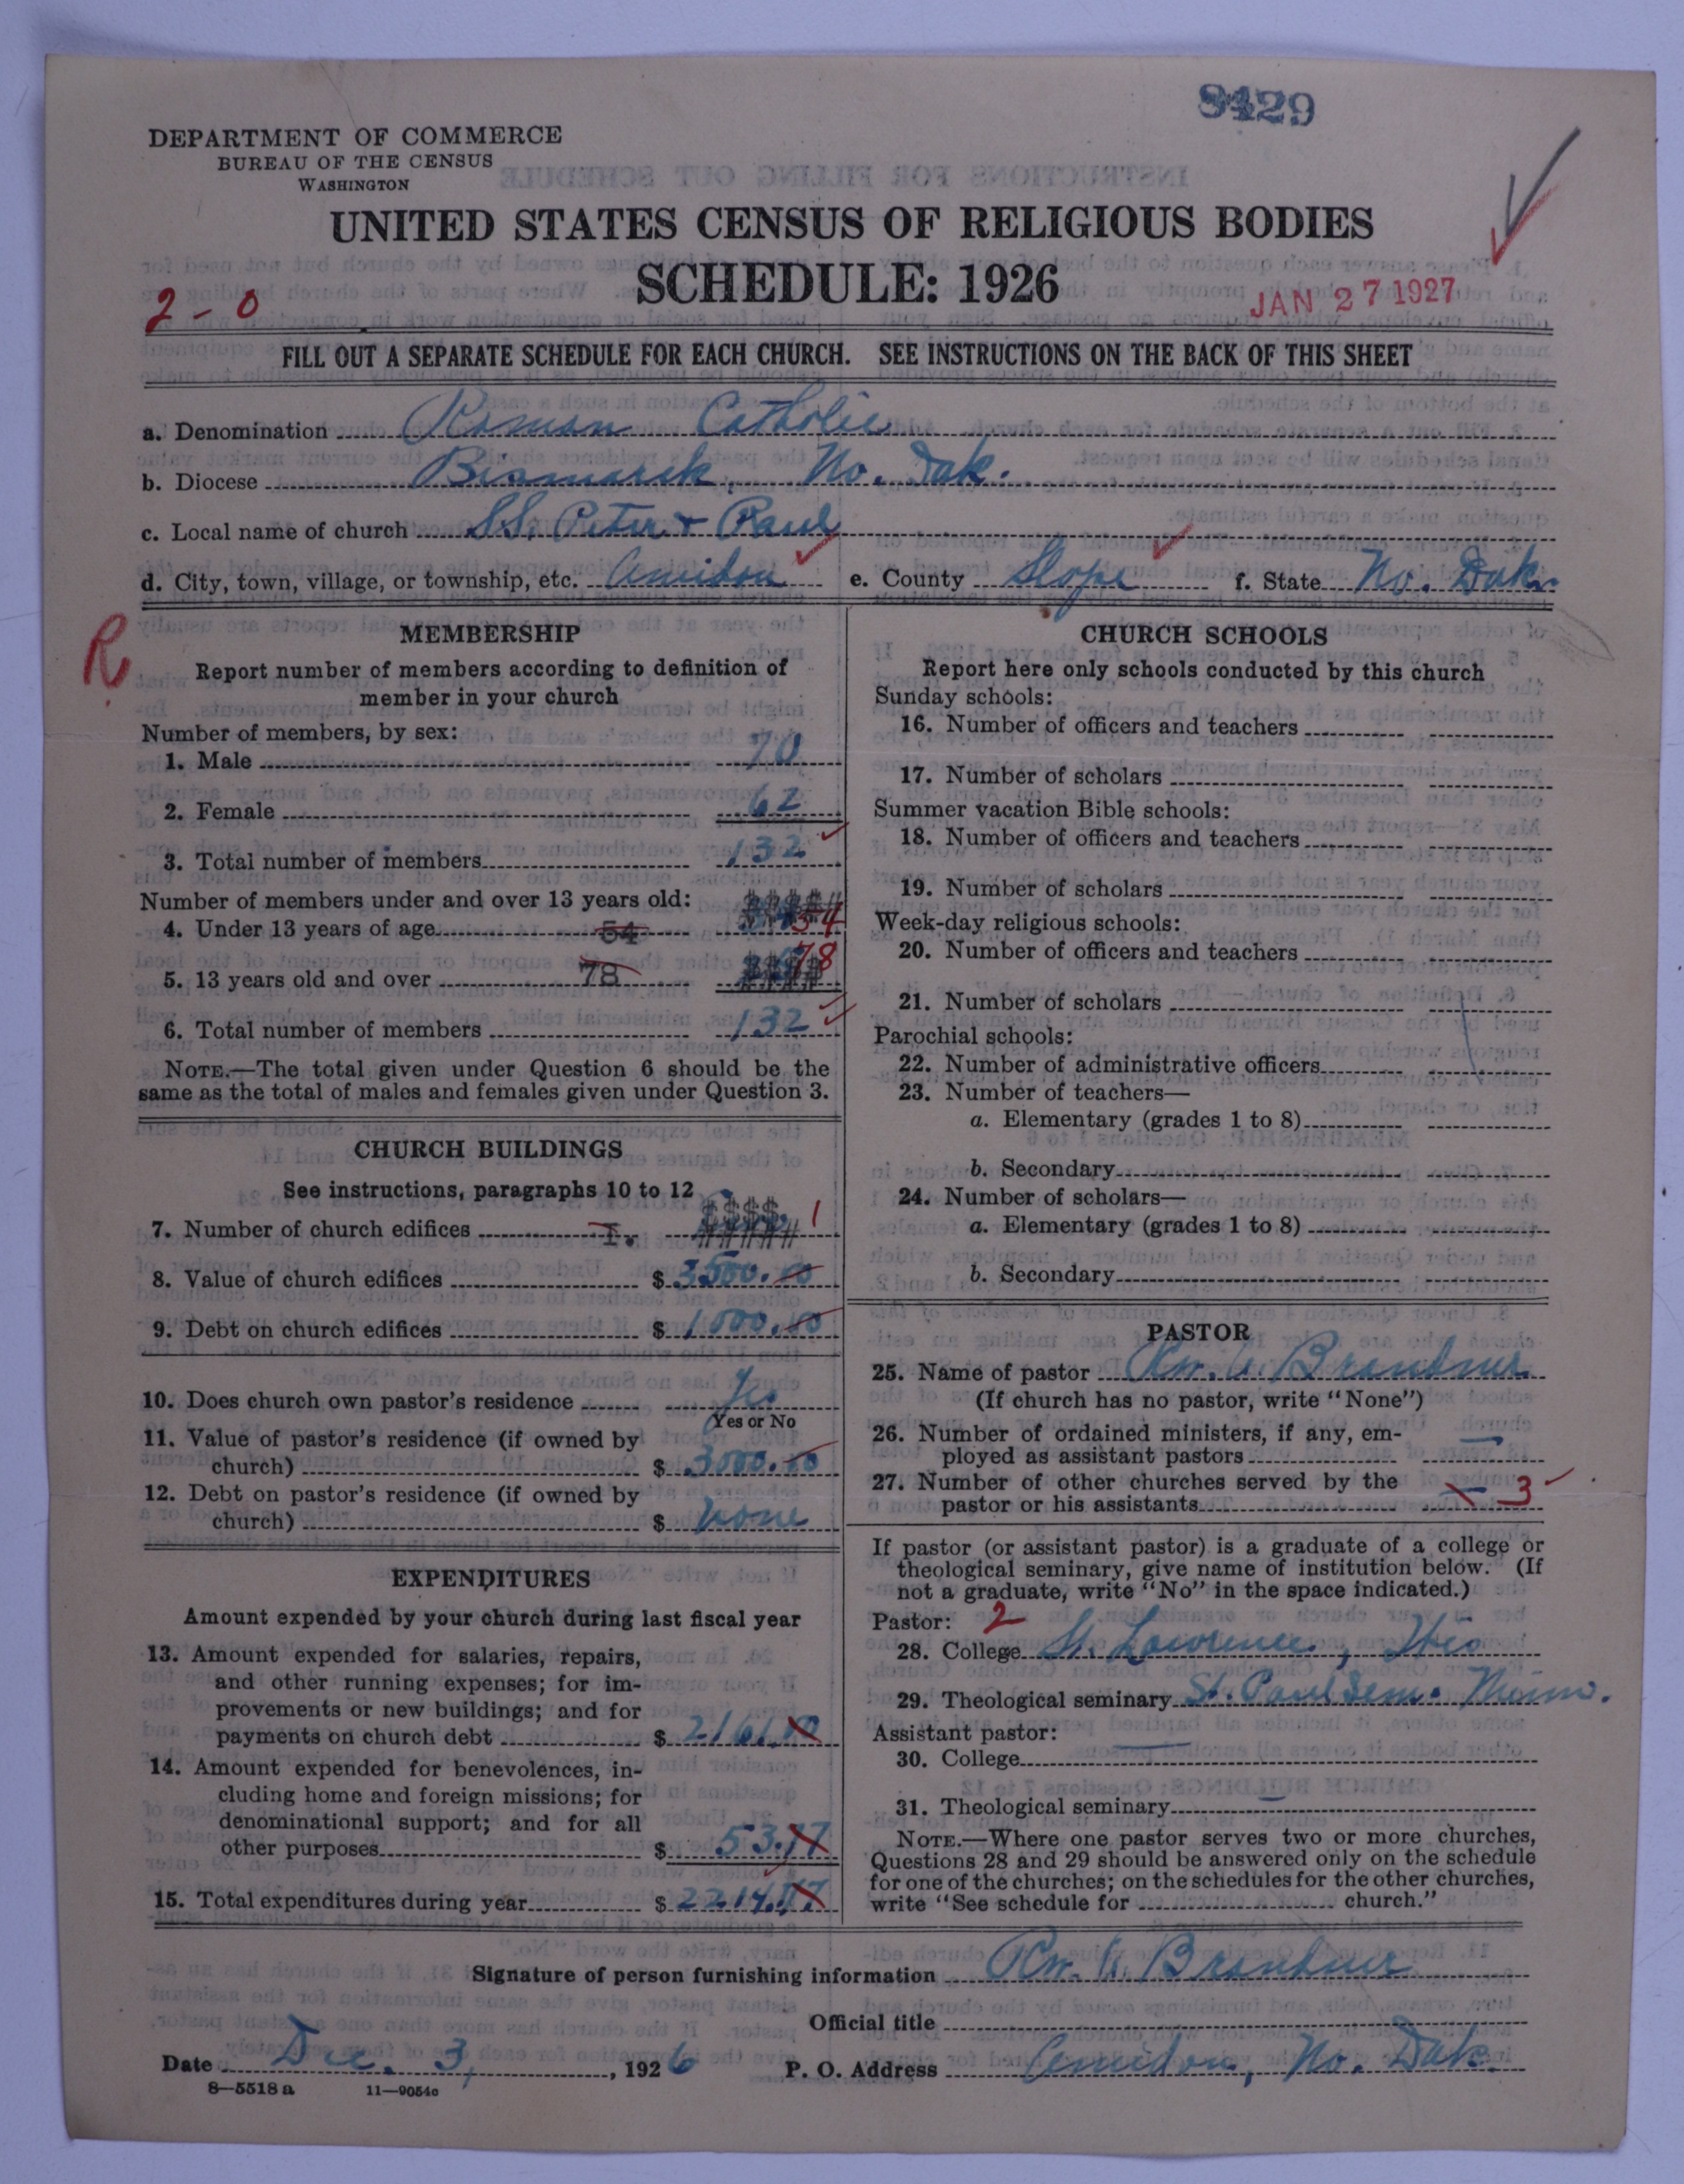 8429
DEPARTMENT OF COMMERCE
BUREAU OF THE CENSUS
WASHINGTON
UNITED STATES CENSUS OF RELIGIOUS BODIES
SCHEDULE: 1926
2-0
JAN 27 1927
FILL OUT A SEPARATE SCHEDULE FOR EACH CHURCH. SEE INSTRUCTIONS ON THE BACK OF THIS SHEET
a. Denomination Roman Catholic
b. Diocese Bismarck, No. Dak.
c. Local name of church SS. Peter & Paul
d. City, town, village, or township, etc. Amidon e. County Slope f. State No. Dak.
R
MEMBERSHIP
Report number of members according to definition of
member in your church
Number of members, by sex:
1. Male 70
2. Female 62
3. Total number of members 132
Number of members under and over 13 years old:
4. Under 13 years of age 54 54
5. 13 years old and over 78 78
6. Total number of members 132
NOTE.—The total given under Question 6 should be the
same as the total of males and females given under Question 3.
CHURCH BUILDINGS
See instructions, paragraphs 10 to 12
7. Number of church edifices 1. 1
8. Value of church edifices $ 3500.00
9. Debt on church edifices $ 1000.00
10. Does church own pastor's residence Yes
Yes or No
11. Value of pastor's residence (if owned by
church) $ 3000.00
12. Debt on pastor's residence (if owned by
church) $ none
EXPENDITURES
Amount expended by your church during last fiscal year
13. Amount expended for salaries, repairs,
and other running expenses; for im-
provements or new buildings; and for
payments on church debt $ 2161.
14. Amount expended for benevolences, in-
cluding home and foreign missions; for
denominational support; and for all
other purposes $ 53.17
15. Total expenditures during year $ 2214.
CHURCH SCHOOLS
Report here only schools conducted by this church
Sunday schools:
16. Number of officers and teachers
17. Number of scholars
Summer vacation Bible schools:
18. Number of officers and teachers
19. Number of scholars
Week-day religious schools:
20. Number of officers and teachers
21. Number of scholars
Parochial schools:
22. Number of administrative officers
23. Number of teachers—
a. Elementary (grades 1 to 8)
b. Secondary
24. Number of scholars—
a. Elementary (grades 1 to 8)
b. Secondary
PASTOR
25. Name of pastor Rev. A. Brandner
(If church has no pastor, write "None")
26. Number of ordained ministers, if any, em-
ployed as assistant pastors —
27. Number of other churches served by the
pastor or his assistants — 3
If pastor (or assistant pastor) is a graduate of a college or
theological seminary, give name of institution below. (If
not a graduate, write "No" in the space indicated.)
Pastor: 2
28. College St. Lawrence,
29. Theological seminary St. Paul Sem. Minn.
Assistant pastor:
30. College
31. Theological seminary
NOTE.—Where one pastor serves two or more churches,
Questions 28 and 29 should be answered only on the schedule
for one of the churches; on the schedules for the other churches,
write "See schedule for church."
Signature of person furnishing information Rev. A. Brandner
Official title
Date Dec. 3, 1926 P. O. Address Amidon, No. Dak.
8—5518 a 11—9054c